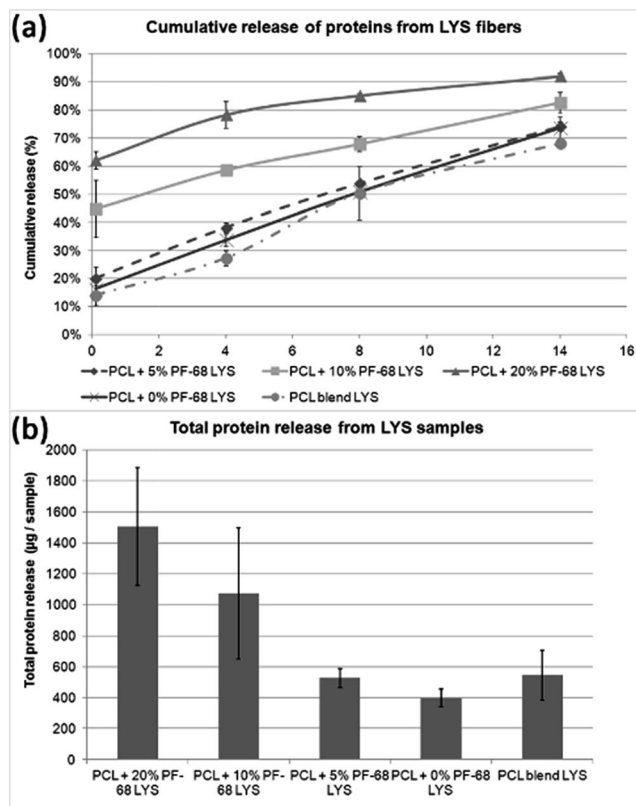 (a)
Cumulative release of proteins from LYS fibers
Cumulative release (%)
100%
90%
80%
70%
60%
50%
40%
30%
20%
10%
0%
0 2 4 6 8 10 12 14 16
PCL + 5% PF-68 LYS PCL + 10% PF-68 LYS PCL + 20% PF-68 LYS
PCL + 0% PF-68 LYS PCL blend LYS
(b)
Total protein release from LYS samples
Total protein release (µg / sample)
2000
1800
1600
1400
1200
1000
800
600
400
200
0
PCL + 20% PF- PCL + 10% PF- PCL + 5% PF-68 PCL + 0% PF-68 PCL blend LYS
68 LYS 68 LYS LYS LYS